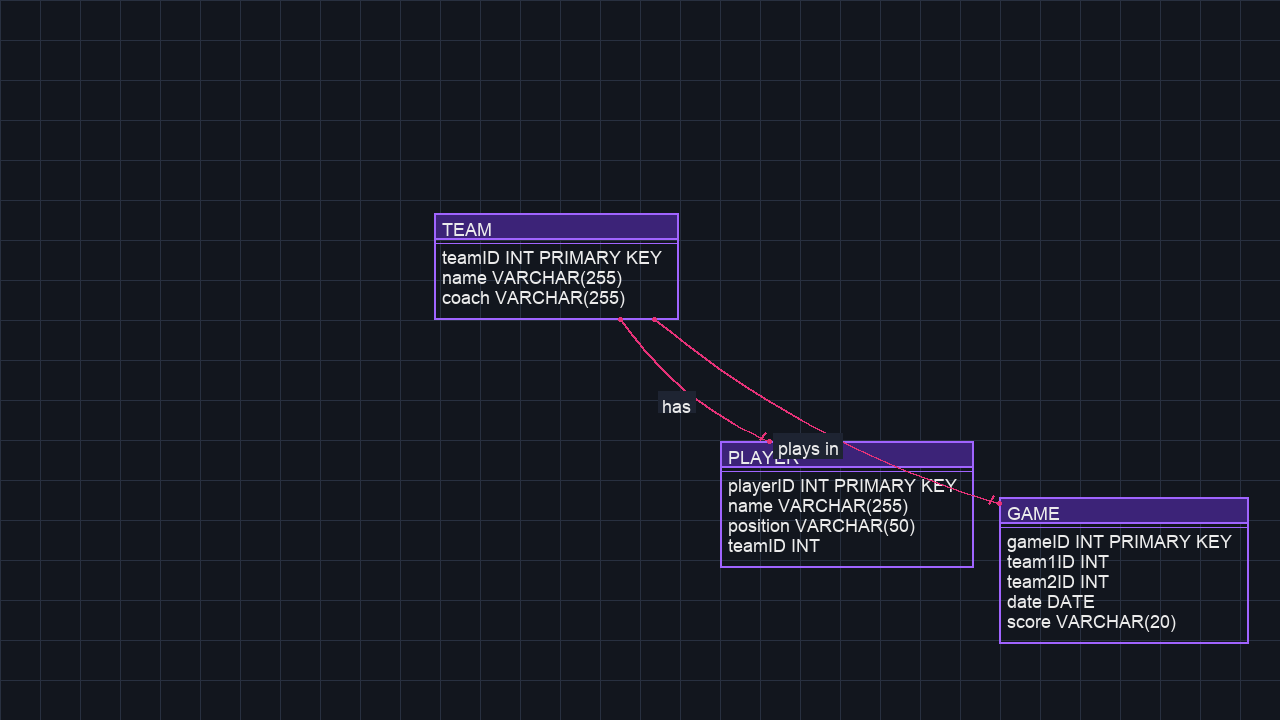 TEAM
teamID INT PRIMARY KEY
name VARCHAR(255)
coach VARCHAR(255)
has
plays in
PLAYER
playerID INT PRIMARY KEY
name VARCHAR(255)
position VARCHAR(50)
teamID INT
GAME
gameID INT PRIMARY KEY
team1ID INT
team2ID INT
date DATE
score VARCHAR(20)